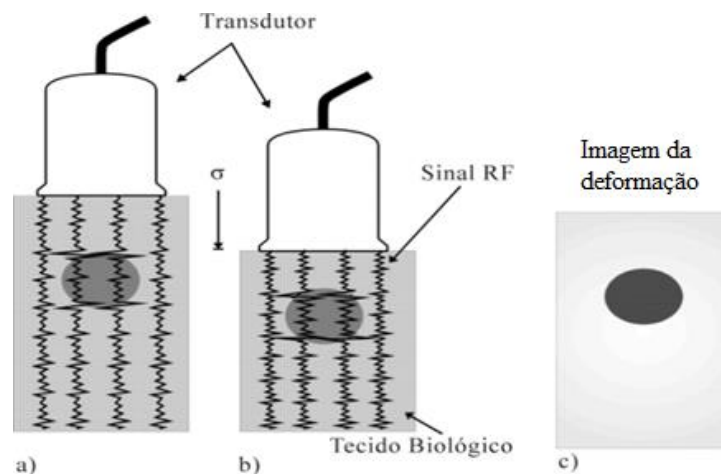 Transdutor
σ
Sinal RF
Imagem da
deformação
Tecido Biológico
a)
b)
c)